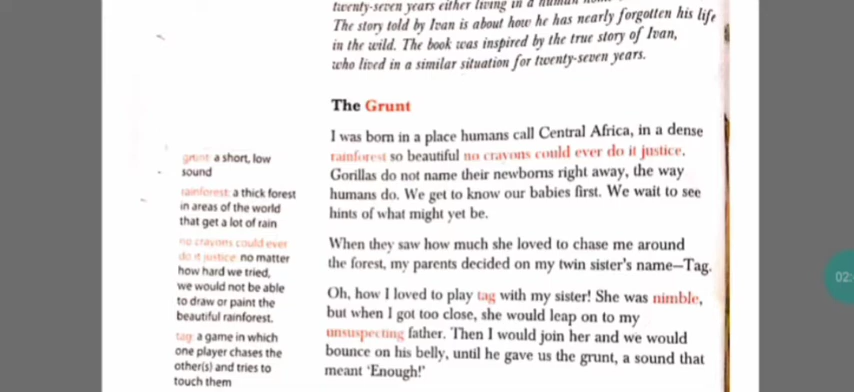 twenty-seven years either living in a human
The story told by Ivan is about how he has nearly forgotten his life
in the wild. The book was inspired by the true story of Ivan,
who lived in a similar situation for twenty-seven years.
The Grunt
I was born in a place humans call Central Africa, in a dense
rainforest so beautiful no crayons could ever do it justice.
Gorillas do not name their newborns right away, the way
humans do. We get to know our babies first. We wait to see
hints of what might yet be.
When they saw how much she loved to chase me around
the forest, my parents decided on my twin sister's name—Tag.
Oh, how I loved to play tag with my sister! She was nimble,
but when I got too close, she would leap on to my
unsuspecting father. Then I would join her and we would
bounce on his belly, until he gave us the grunt, a sound that
meant 'Enough!'
grunt: a short, low
sound
rainforest: a thick forest
in areas of the world
that get a lot of rain
no crayons could ever
do it justice: no matter
how hard we tried,
we would not be able
to draw or paint the
beautiful rainforest.
tag: a game in which
one player chases the
other(s) and tries to
touch them
02: